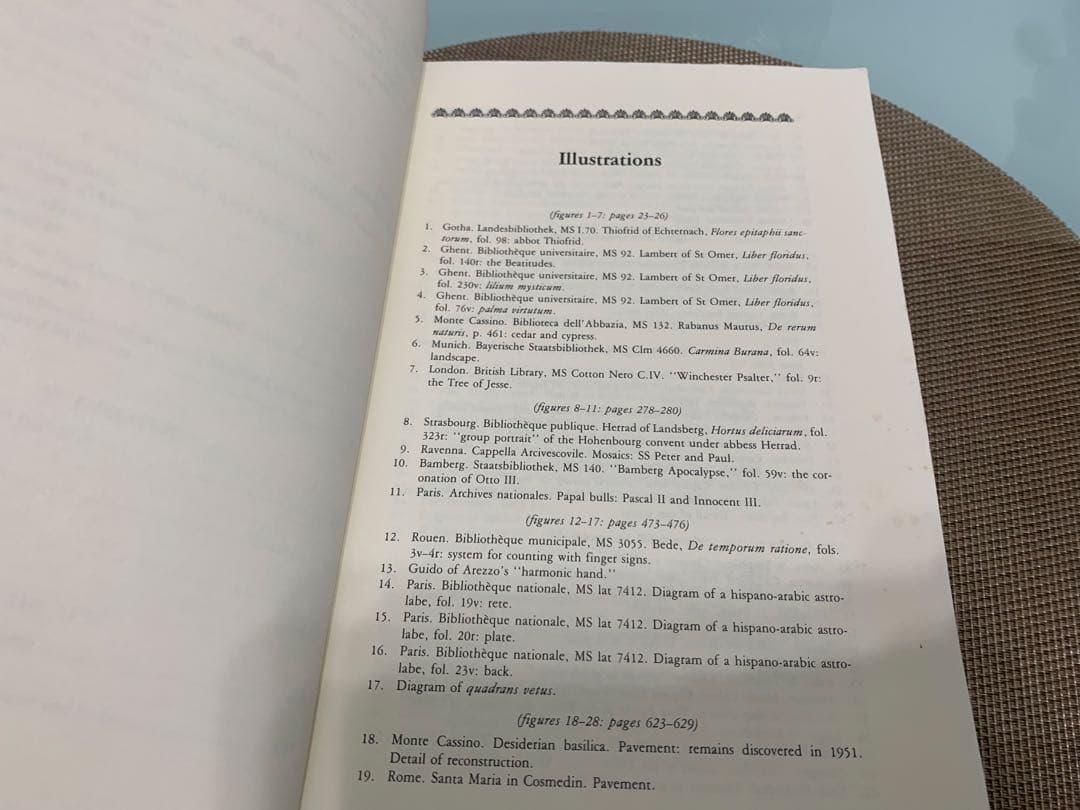 Illustrations
(figures 1–7: pages 23–26)
1. Gotha. Landesbibliothek, MS I.70. Thiofrid of Echternach, Flores epitaphii sanc-
torum, fol. 98: abbot Thiofrid.
2. Ghent. Bibliothèque universitaire, MS 92. Lambert of St Omer, Liber floridus,
fol. 140r: the Beatitudes.
3. Ghent. Bibliothèque universitaire, MS 92. Lambert of St Omer, Liber floridus,
fol. 230v: lilium mysticum.
4. Ghent. Bibliothèque universitaire, MS 92. Lambert of St Omer, Liber floridus,
fol. 76v: palma virtutum.
5. Monte Cassino. Biblioteca dell'Abbazia, MS 132. Rabanus Maurus, De rerum
naturis, p. 461: cedar and cypress.
6. Munich. Bayerische Staatsbibliothek, MS Clm 4660. Carmina Burana, fol. 64v:
landscape.
7. London. British Library, MS Cotton Nero C.IV. "Winchester Psalter," fol. 9r:
the Tree of Jesse.
(figures 8–11: pages 278–280)
8. Strasbourg. Bibliothèque publique. Herrad of Landsberg, Hortus deliciarum, fol.
323r: "group portrait" of the Hohenbourg convent under abbess Herrad.
9. Ravenna. Cappella Arcivescovile. Mosaics: SS Peter and Paul.
10. Bamberg. Staatsbibliothek, MS 140. "Bamberg Apocalypse," fol. 59v: the cor-
onation of Otto III.
11. Paris. Archives nationales. Papal bulls: Pascal II and Innocent III.
(figures 12–17: pages 473–476)
12. Rouen. Bibliothèque municipale, MS 3055. Bede, De temporum ratione, fols.
3v–4r: system for counting with finger signs.
13. Guido of Arezzo's "harmonic hand."
14. Paris. Bibliothèque nationale, MS lat 7412. Diagram of a hispano-arabic astro-
labe, fol. 19v: rete.
15. Paris. Bibliothèque nationale, MS lat 7412. Diagram of a hispano-arabic astro-
labe, fol. 20r: plate.
16. Paris. Bibliothèque nationale, MS lat 7412. Diagram of a hispano-arabic astro-
labe, fol. 23v: back.
17. Diagram of quadrans vetus.
(figures 18–28: pages 623–629)
18. Monte Cassino. Desiderian basilica. Pavement: remains discovered in 1951.
Detail of reconstruction.
19. Rome. Santa Maria in Cosmedin. Pavement.